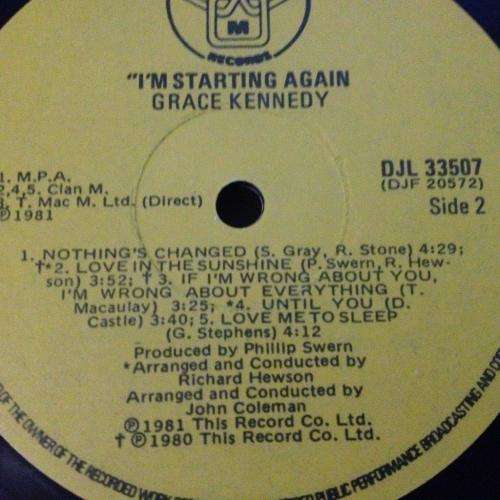 M
RECORDS
"I'M STARTING AGAIN
GRACE KENNEDY
1. M.P.A.
2,4,5. Clan M.
3. T. Mac M. Ltd. (Direct)
℗1981
DJL 33507
(DJF 20572)
Side 2
1. NOTHING'S CHANGED (S. Gray, R. Stone) 4:29;
†*2. LOVE IN THE SUNSHINE (P. Swern, R. Hew-
son) 3:52; † 3. IF I'M WRONG ABOUT YOU,
I'M WRONG ABOUT EVERYTHING (T.
Macaulay) 3:25; *4. UNTIL YOU (D.
Castle) 3:40; 5. LOVE ME TO SLEEP
(G. Stephens) 4:12
Produced by Phillip Swern
*Arranged and Conducted by
Richard Hewson
Arranged and Conducted by
John Coleman
℗1981 This Record Co. Ltd.
† ℗ 1980 This Record Co. Ltd.
OF THE OWNER OF THE RECORDED WORK
PUBLIC PERFORMANCE BROADCASTING AND